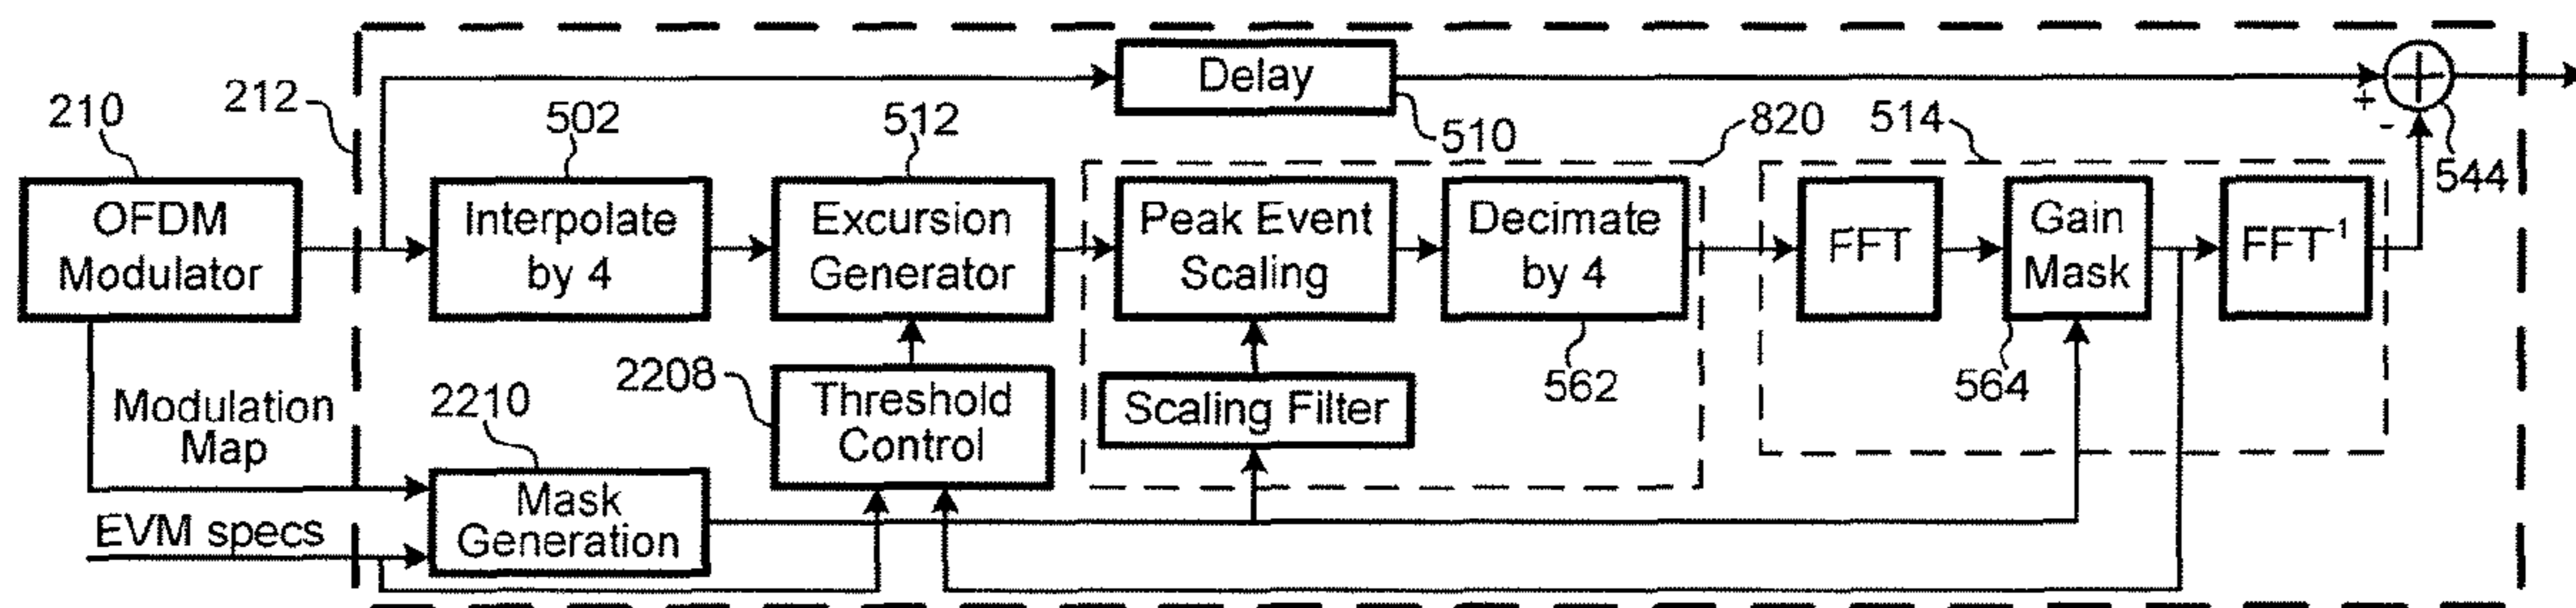 Delay
510
212
210
502
512
820
514
544
+
-
OFDM
Modulator
Interpolate
by 4
Excursion
Generator
Peak Event
Scaling
Decimate
by 4
FFT
Gain
Mask
FFT-1
562
564
2208
Threshold
Control
Scaling Filter
Modulation
Map
2210
Mask
Generation
EVM specs